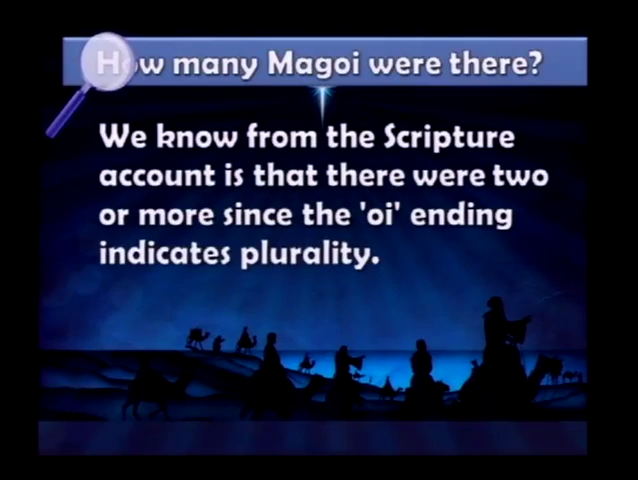 How many Magoi were there?
We know from the Scripture
account is that there were two
or more since the 'oi' ending
indicates plurality.